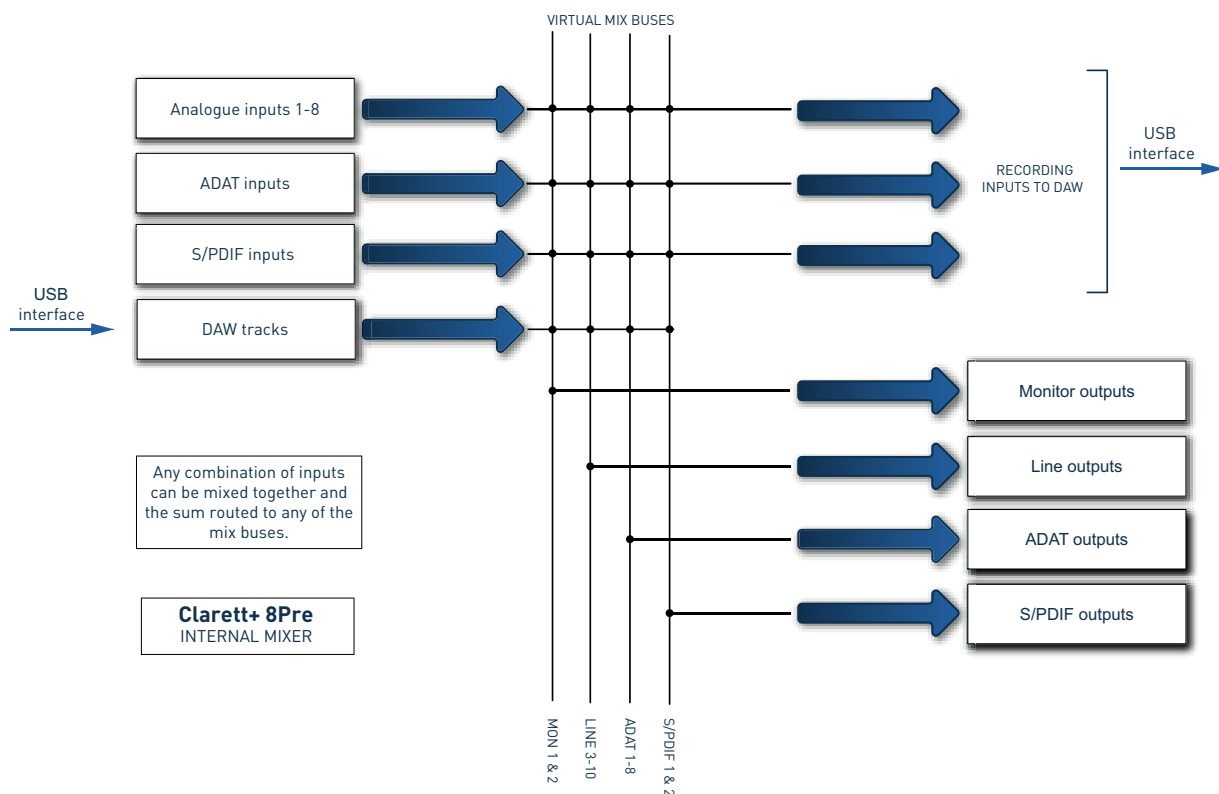 VIRTUAL MIX BUSES
Analogue inputs 1-8
ADAT inputs
S/PDIF inputs
USB
interface
DAW tracks
RECORDING
INPUTS TO DAW
USB
interface
Monitor outputs
Line outputs
ADAT outputs
S/PDIF outputs
Any combination of inputs
can be mixed together and
the sum routed to any of the
mix buses.
Clarett+ 8Pre
INTERNAL MIXER
MON 1 & 2
LINE 3-10
ADAT 1-8
S/PDIF 1 & 2